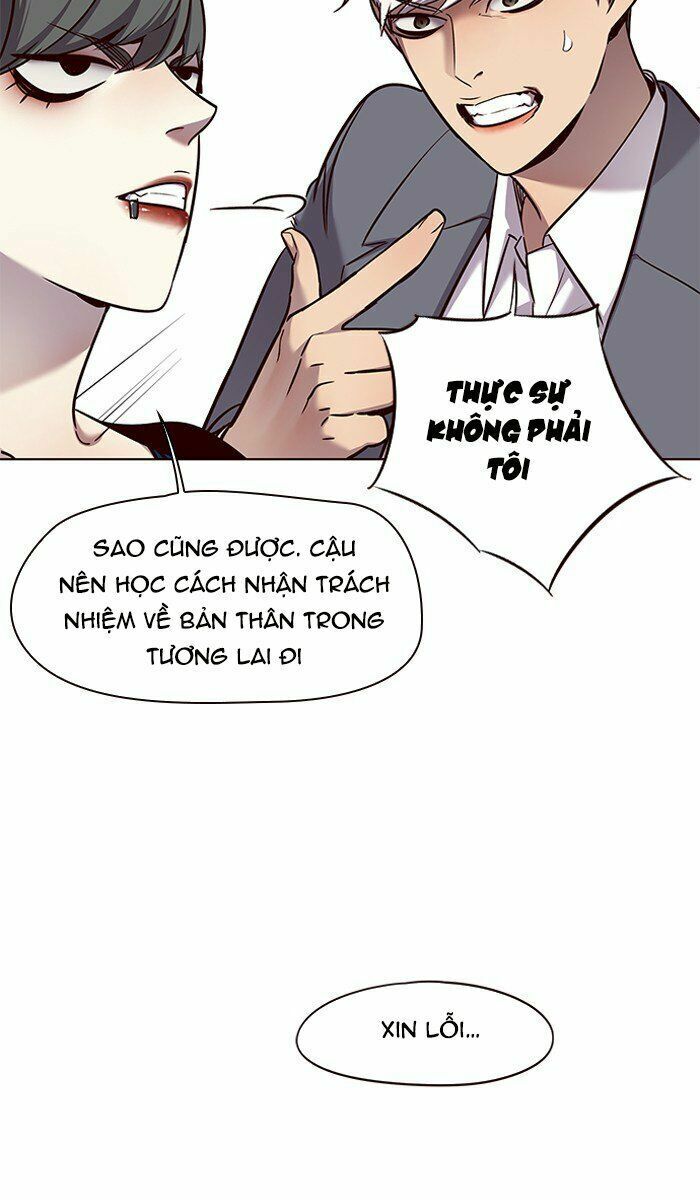 THỰC SỰ
KHÔNG PHẢI
TÔI
SAO CŨNG ĐƯỢC. CẬU
NÊN HỌC CÁCH NHẬN TRÁCH
NHIỆM VỀ BẢN THÂN TRONG
TƯƠNG LAI ĐI
XIN LỖI...